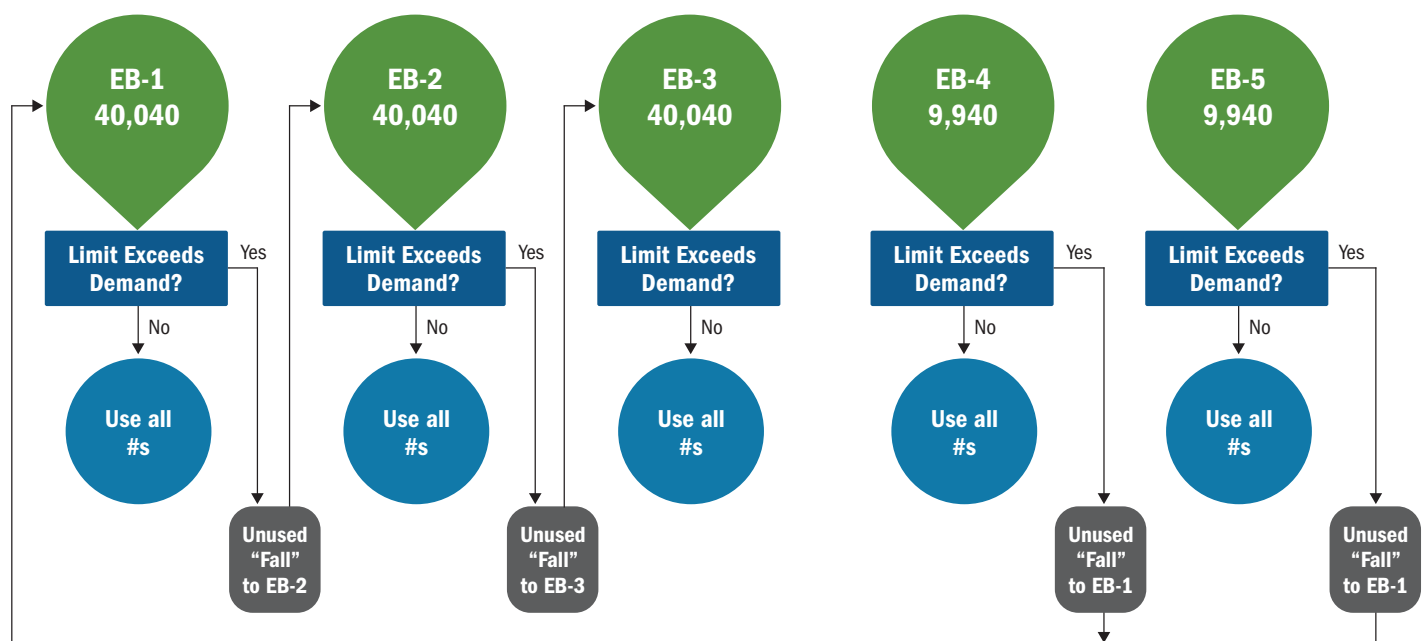 EB-1
40,040
EB-2
40,040
EB-3
40,040
EB-4
9,940
EB-5
9,940
Limit Exceeds
Demand?
Yes
No
Limit Exceeds
Demand?
Yes
No
Limit Exceeds
Demand?
No
Limit Exceeds
Demand?
Yes
No
Limit Exceeds
Demand?
Yes
No
Use all
#s
Use all
#s
Use all
#s
Use all
#s
Use all
#s
Unused
“Fall”
to EB-2
Unused
“Fall”
to EB-3
Unused
“Fall”
to EB-1
Unused
“Fall”
to EB-1